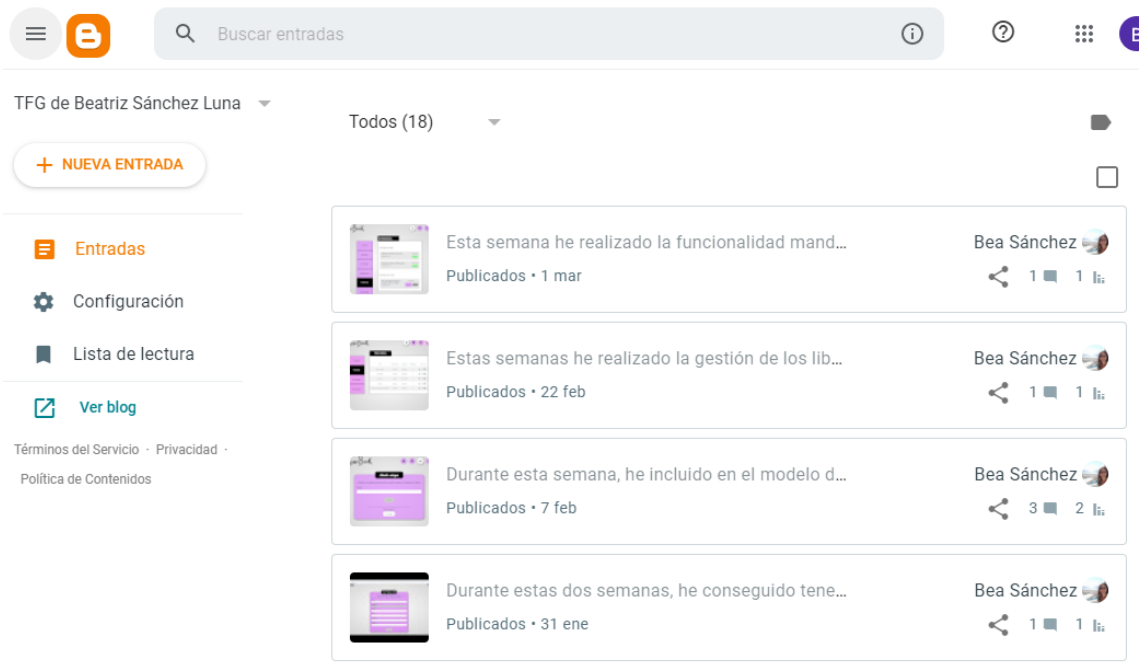 Buscar entradas
TFG de Beatriz Sánchez Luna
Todos (18)
+ NUEVA ENTRADA
Entradas
Configuración
Lista de lectura
Ver blog
Términos del Servicio · Privacidad ·
Política de Contenidos
Esta semana he realizado la funcionalidad mand...
Bea Sánchez
Publicados • 1 mar
1 1
Estas semanas he realizado la gestión de los lib...
Bea Sánchez
Publicados • 22 feb
1 1
Durante esta semana, he incluido en el modelo d...
Bea Sánchez
Publicados • 7 feb
3 2
Durante estas dos semanas, he conseguido tene...
Bea Sánchez
Publicados • 31 ene
1 1